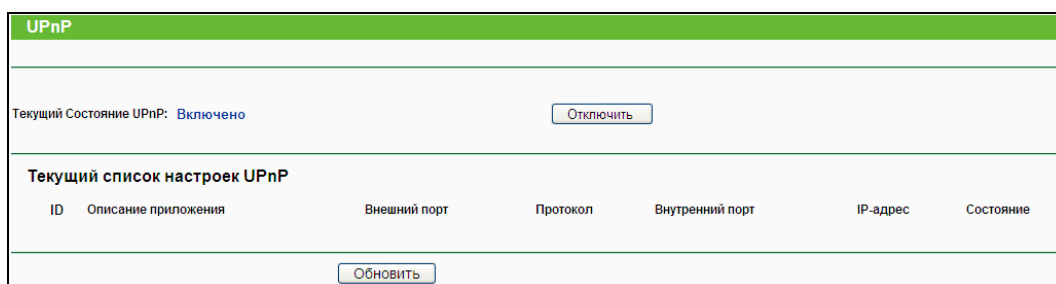 UPnP
Текущий Состояние UPnP: Включено Отключить
Текущий список настроек UPnP
ID Описание приложения Внешний порт Протокол Внутренний порт IP-адрес Состояние
Обновить